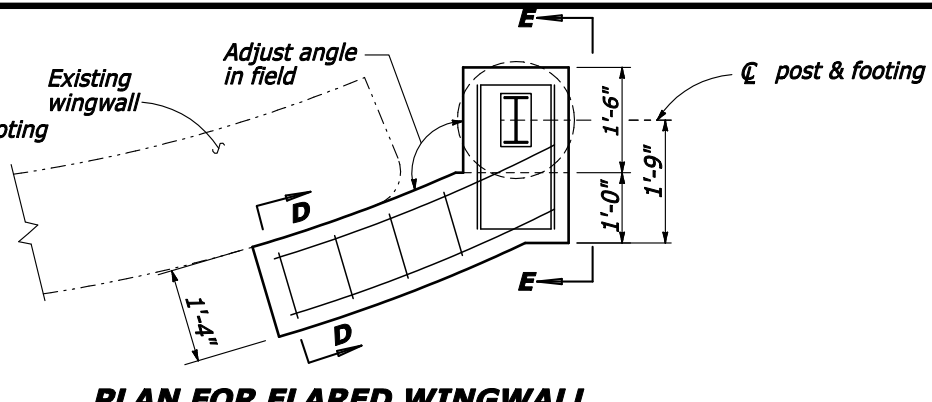 E
Adjust angle
in field
Existing
wingwall
℄ post & footing
1'-6"
1'-9"
1'-0"
D
E
1'-4"
D
PLAN FOR FLARED WINGWALL